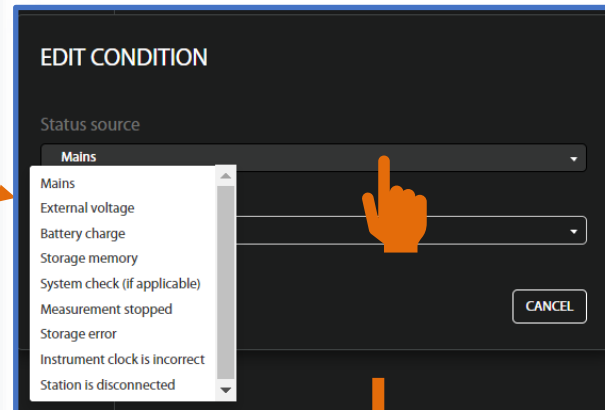 EDIT CONDITION
Status source
Mains
Mains
External voltage
Battery charge
Storage memory
System check (if applicable)
Measurement stopped
Storage error
Instrument clock is incorrect
Station is disconnected
CANCEL